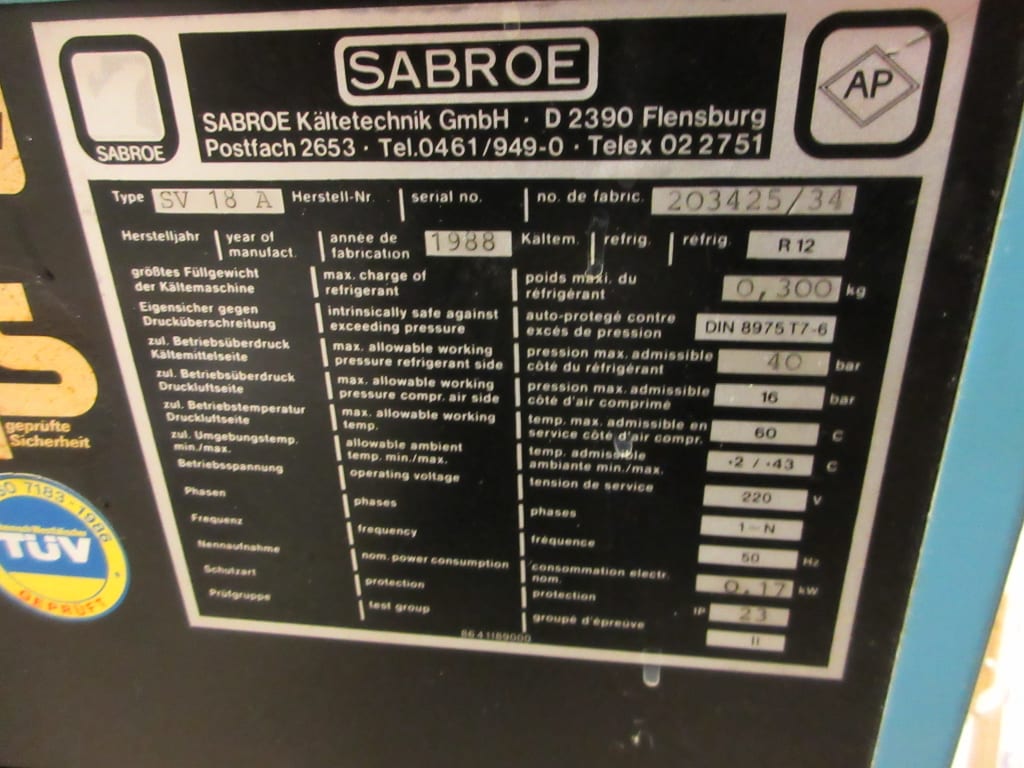 SABROE
SABROE
AP
SABROE Kältetechnik GmbH · D 2390 Flensburg
Postfach 2653 · Tel.0461/949-0 · Telex 02 2751
Type SV 18 A Herstell-Nr. serial no. no. de fabric. 203425/34
Herstelljahr year of manufact. année de fabrication 1988 Kältem. refrig. réfrig. R 12
größtes Füllgewicht der Kältemaschine max. charge of refrigerant poids maxi. du réfrigérant 0,300 kg
Eigensicher gegen Drucküberschreitung intrinsically safe against exceeding pressure auto-protegé contre excés de pression DIN 8975 T7-6
zul. Betriebsüberdruck Kältemittelseite max. allowable working pressure refrigerant side pression max. admissible côté du réfrigérant 40 bar
zul. Betriebsüberdruck Druckluftseite max. allowable working pressure compr. air side pression max. admissible côté d'air comprimé 16 bar
zul. Betriebstemperatur Druckluftseite max. allowable working temp. temp. max. admissible en service côté d'air compr. 60 C
zul. Umgebungstemp. min./max. allowable ambient temp. min./max. temp. admissible ambiante min./max. +2 / +43 C
Betriebsspannung operating voltage tension de service 220 V
Phasen phases phases 1~N
Frequenz frequency fréquence 50 Hz
Nennaufnahme nom. power consumption consommation electr. nom. 0,17 kW
Schutzart protection protection IP 23
Prüfgruppe test group groupe d'épreuve II
86 41189000
S
geprüfte
Sicherheit
7183-1986
TÜV
GEPRÜFT